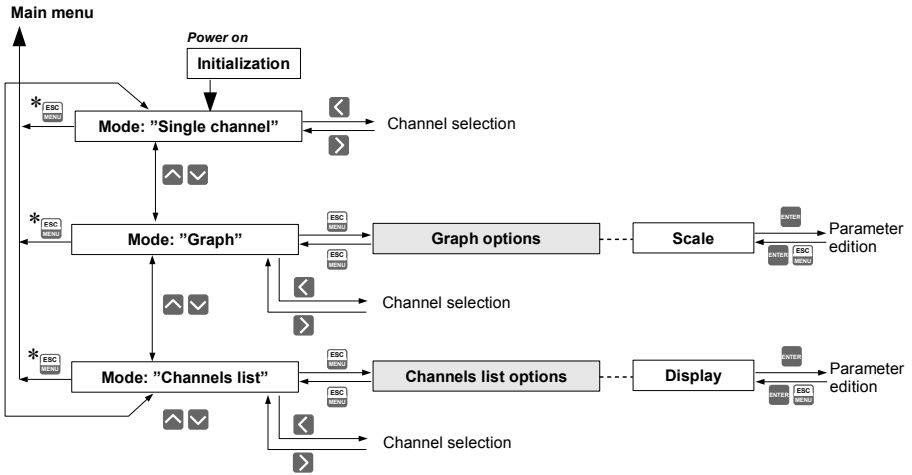 Main menu
Power on
Initialization
*
ESC
MENU
Mode: ”Single channel”
Channel selection
*
ESC
MENU
Mode: ”Graph”
ESC
MENU
ESC
MENU
Graph options
Scale
ENTER
ENTER
ESC
MENU
Parameter
edition
Channel selection
*
ESC
MENU
Mode: ”Channels list”
ESC
MENU
ESC
MENU
Channels list options
Display
ENTER
ENTER
ESC
MENU
Parameter
edition
Channel selection